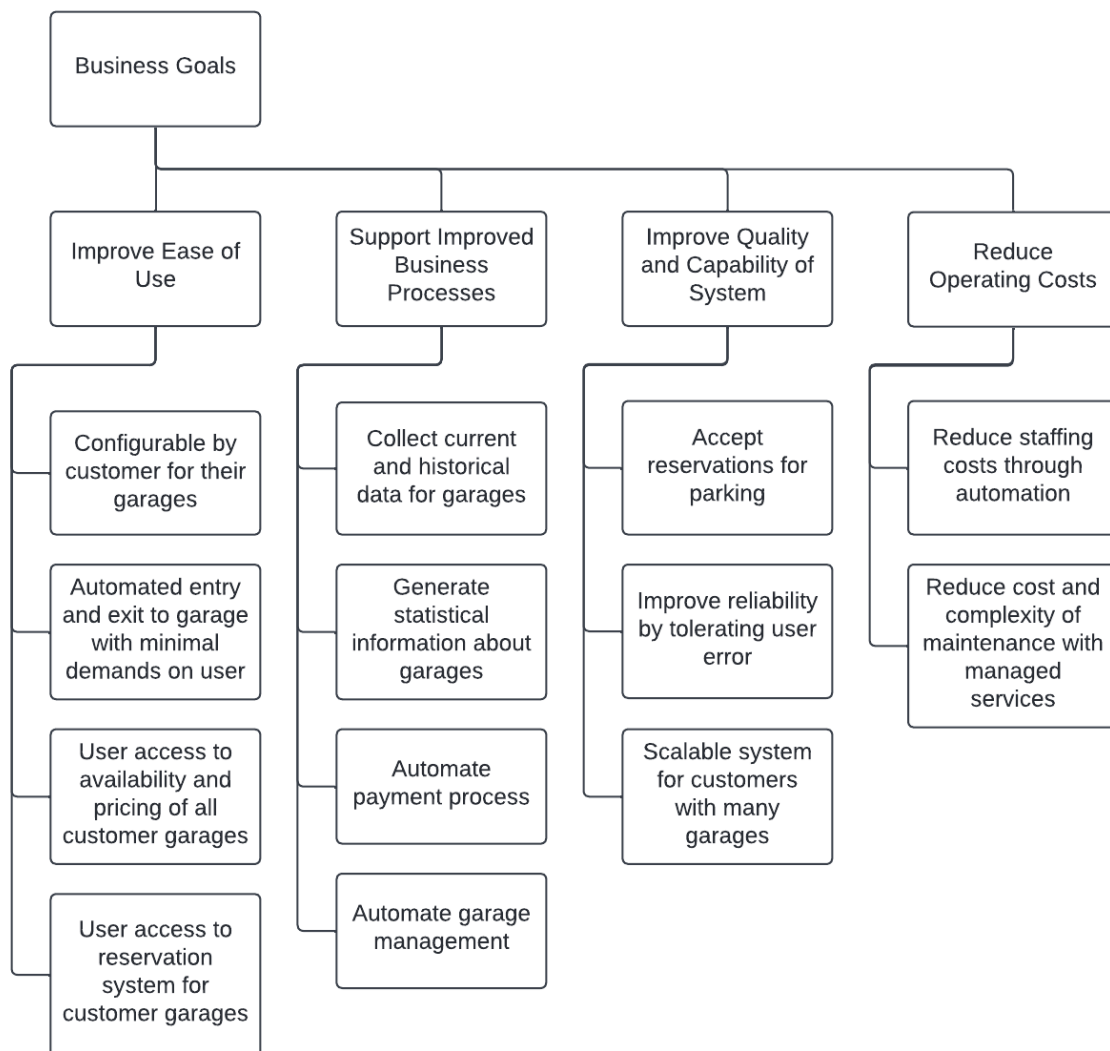 Business Goals
Improve Ease of
Use
Support Improved
Business
Processes
Improve Quality
and Capability of
System
Reduce
Operating Costs
Configurable by
customer for their
garages
Automated entry
and exit to garage
with minimal
demands on user
User access to
availability and
pricing of all
customer garages
User access to
reservation
system for
customer garages
Collect current
and historical
data for garages
Generate
statistical
information about
garages
Automate
payment process
Automate garage
management
Accept
reservations for
parking
Improve reliability
by tolerating user
error
Scalable system
for customers
with many
garages
Reduce staffing
costs through
automation
Reduce cost and
complexity of
maintenance with
managed
services